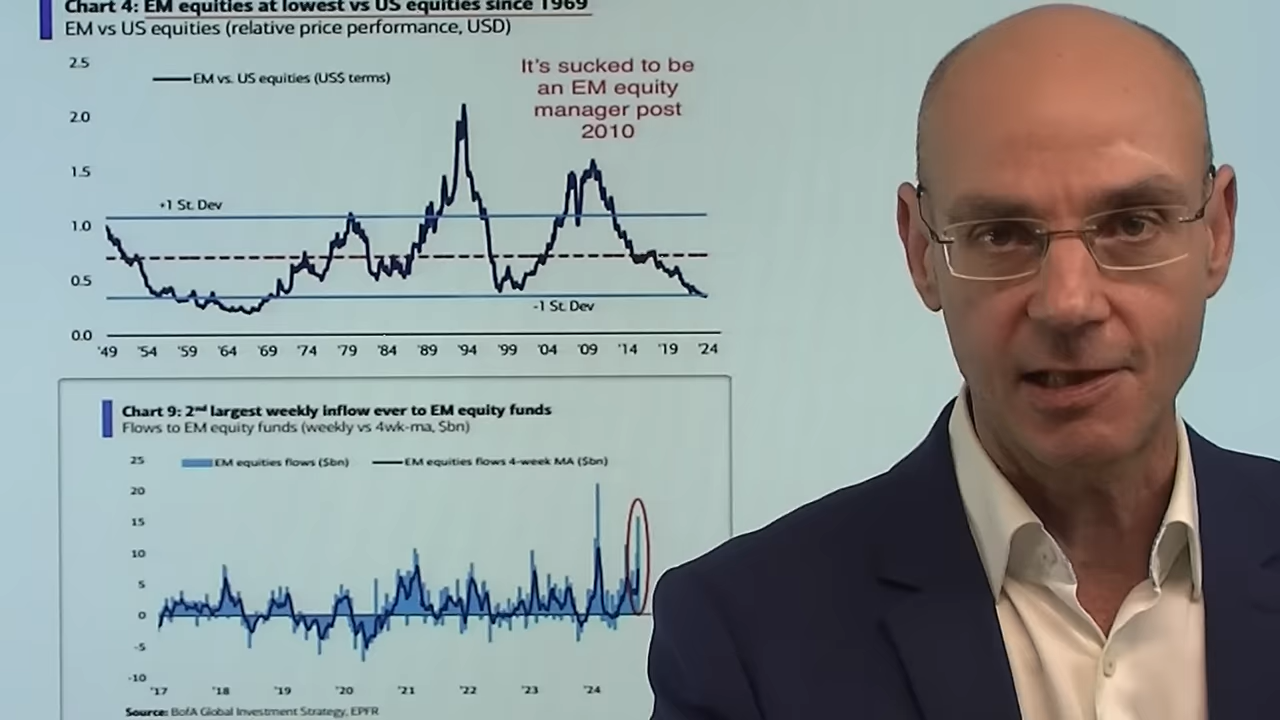 Chart 4: EM equities at lowest vs US equities since 1969
EM vs US equities (relative price performance, USD)
2.5
EM vs. US equities (US$ terms)
It's sucked to be
an EM equity
manager post
2010
2.0
1.5
+1 St. Dev
1.0
0.5
-1 St. Dev
0.0
'49 '54 '59 '64 '69 '74 '79 '84 '89 '94 '99 '04 '09 '14 '19 '24
Chart 9: 2nd largest weekly inflow ever to EM equity funds
Flows to EM equity funds (weekly vs 4wk-ma, $bn)
25
EM equities flows ($bn) EM equities flows 4-week MA ($bn)
20
15
10
5
0
-5
-10
'17 '18 '19 '20 '21 '22 '23 '24
Source: BofA Global Investment Strategy, EPFR